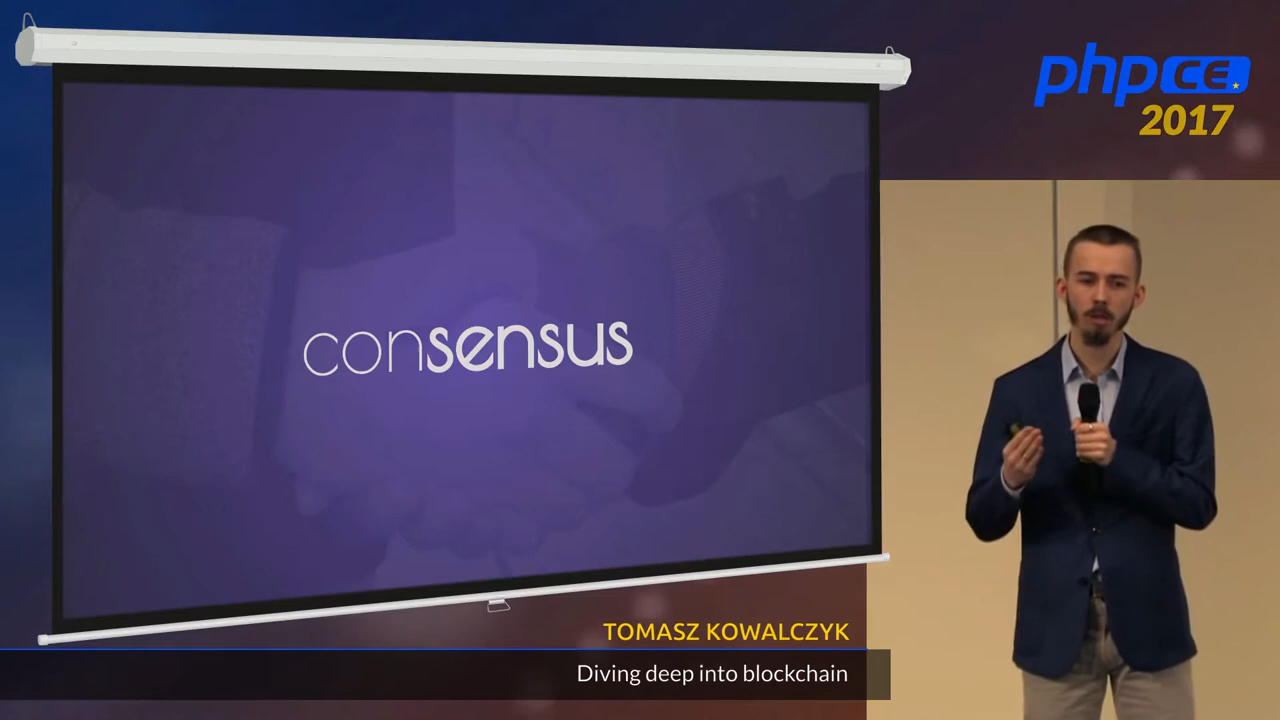 phpCE
2017
consensus
TOMASZ KOWALCZYK
Diving deep into blockchain